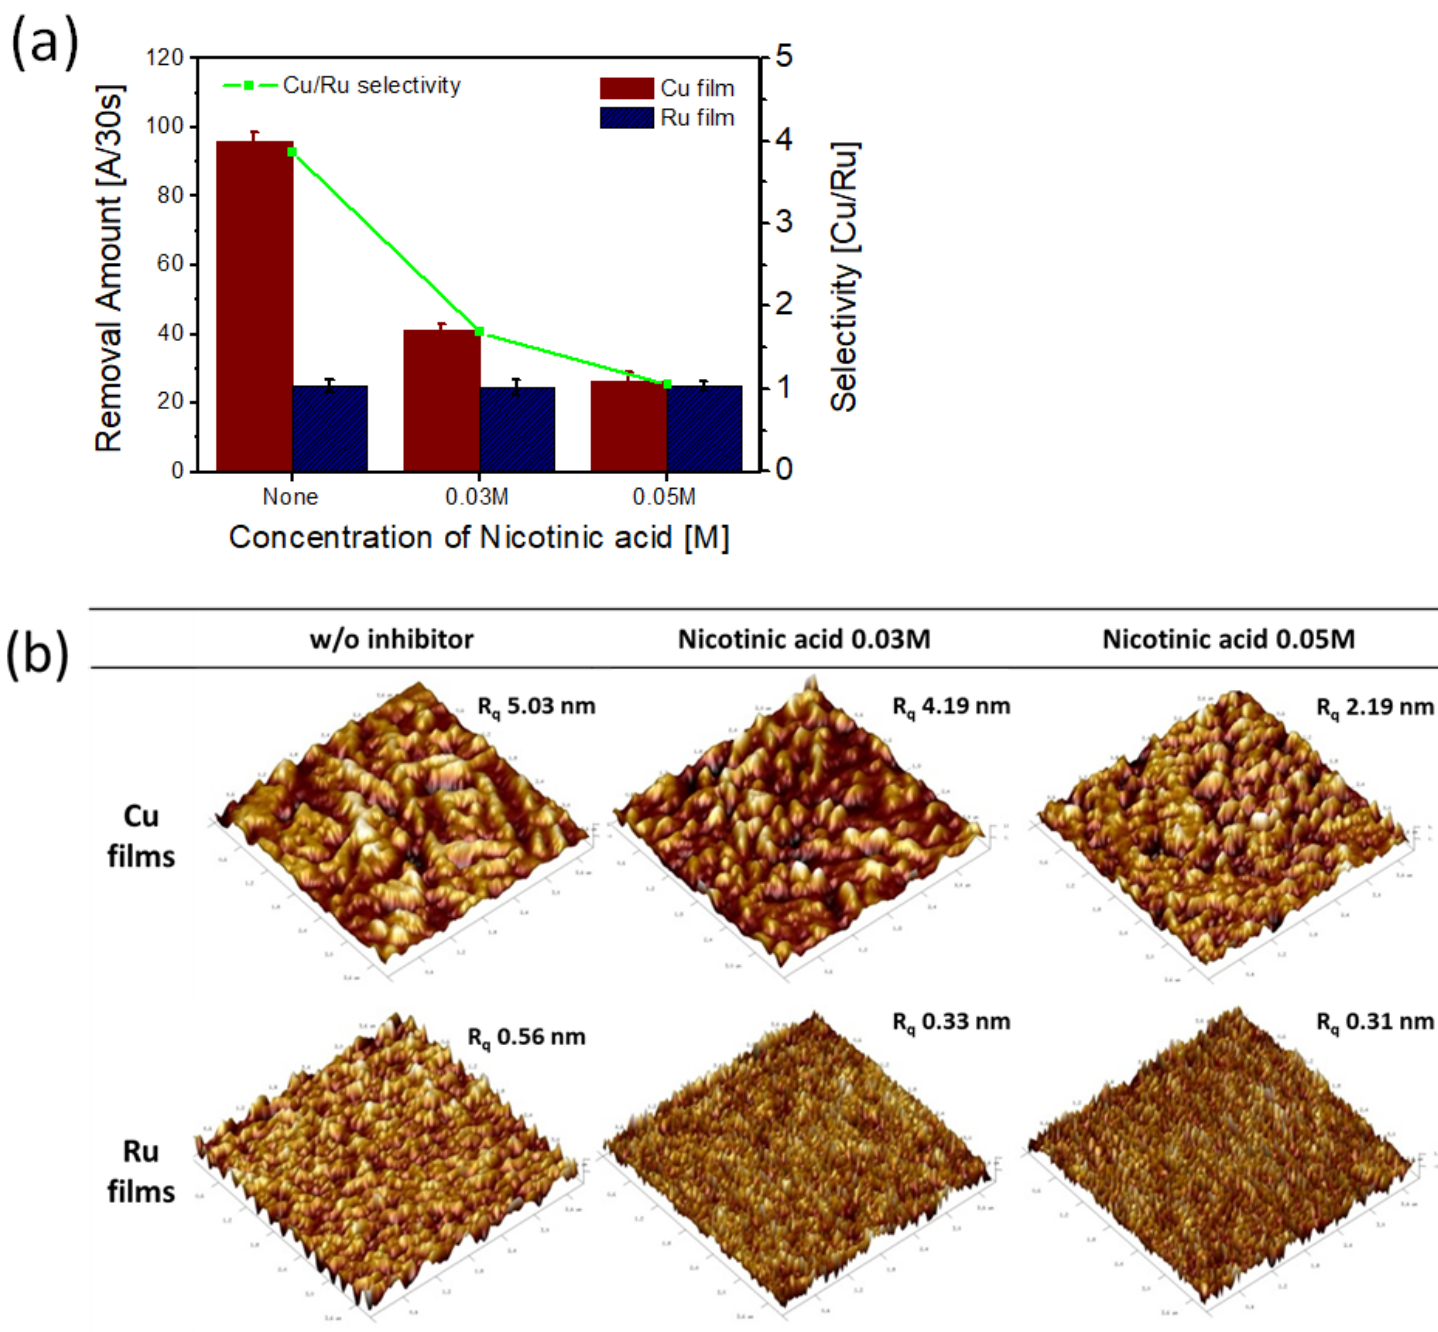 (a)
Cu/Ru selectivity
Cu film
Ru film
Removal Amount [A/30s]
120
100
80
60
40
20
0
Selectivity [Cu/Ru]
5
4
3
2
1
0
None 0.03M 0.05M
Concentration of Nicotinic acid [M]
(b)
w/o inhibitor Nicotinic acid 0.03M Nicotinic acid 0.05M
Cu
films
Rq 5.03 nm
Rq 4.19 nm
Rq 2.19 nm
Ru
films
Rq 0.56 nm
Rq 0.33 nm
Rq 0.31 nm